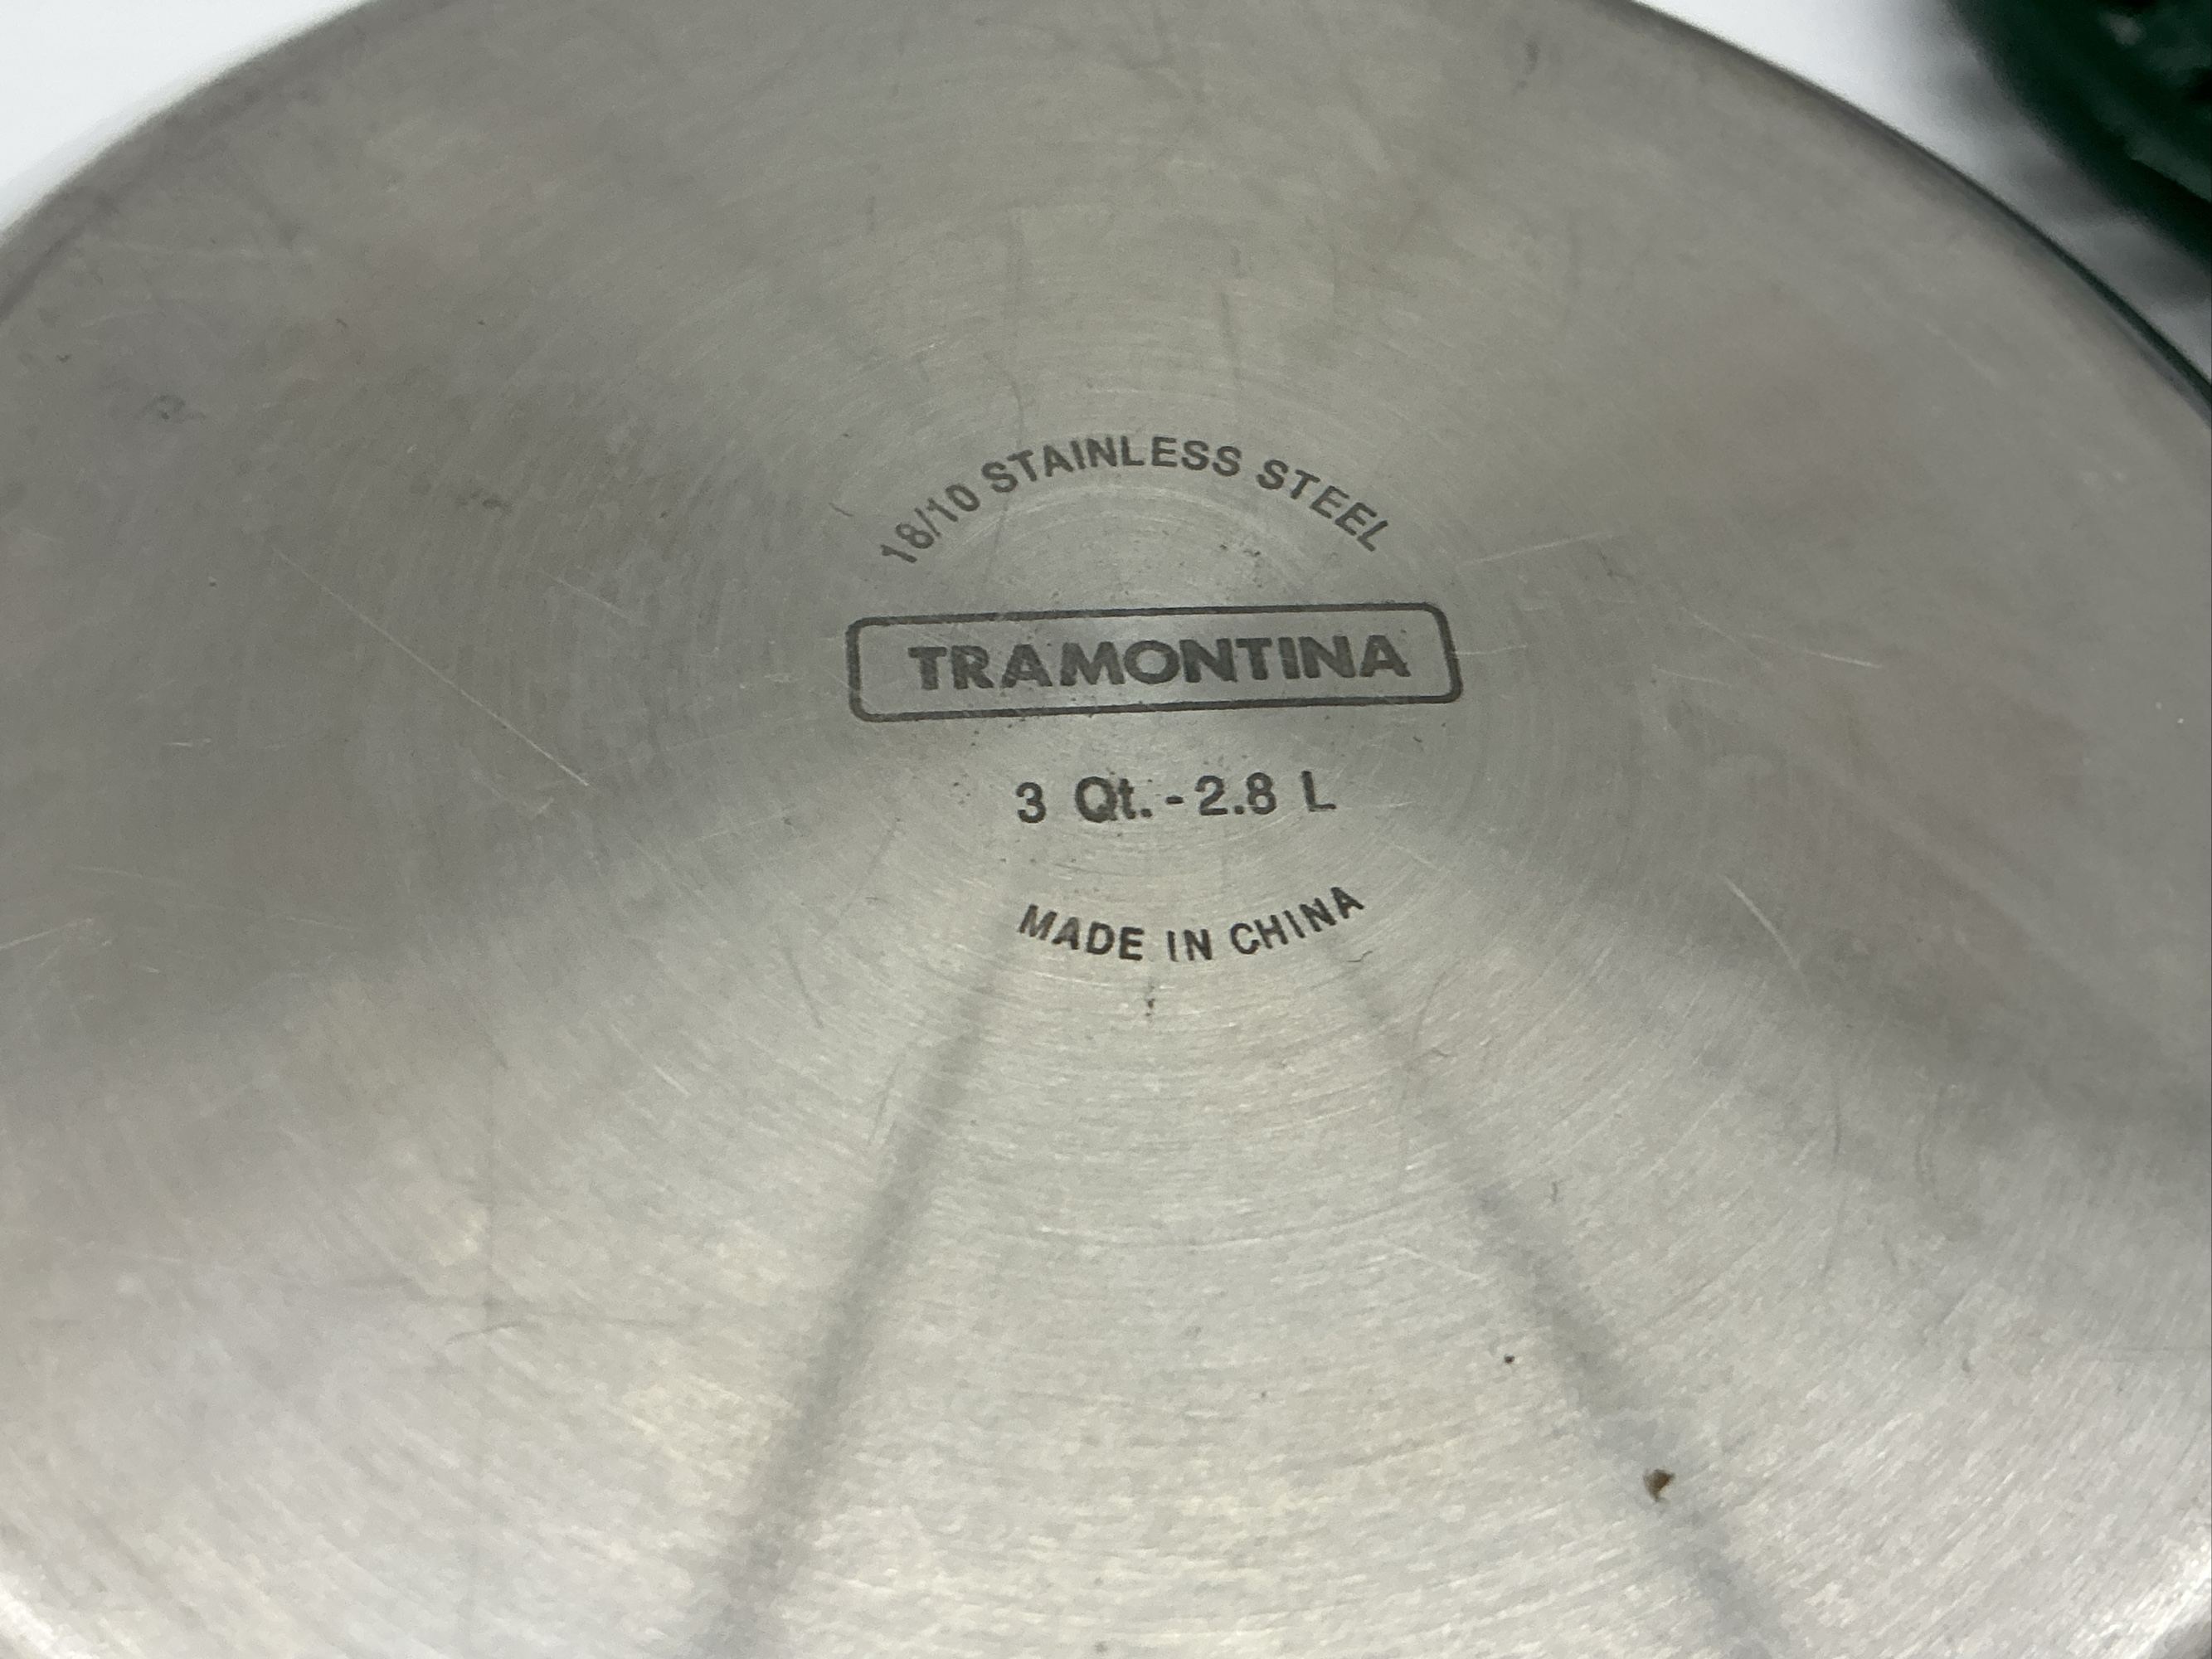 18/10 STAINLESS STEEL
TRAMONTINA
3 Qt. - 2.8 L
MADE IN CHINA